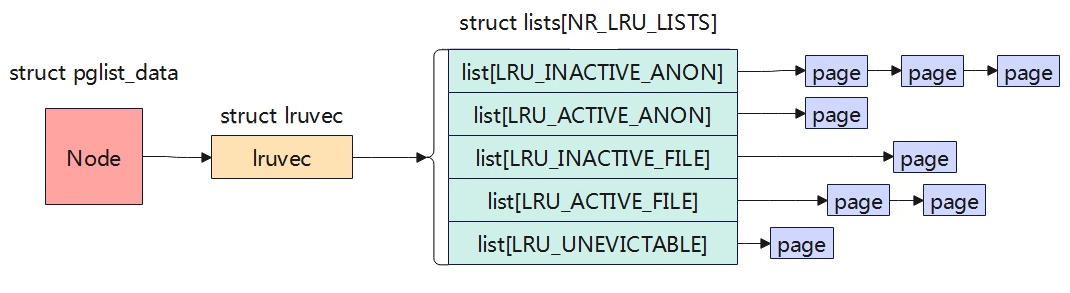 struct lists[NR_LRU_LISTS]
struct pglist_data
struct lruvec
Node
lruvec
list[LRU_INACTIVE_ANON]
page
page
page
list[LRU_ACTIVE_ANON]
page
list[LRU_INACTIVE_FILE]
page
list[LRU_ACTIVE_FILE]
page
page
list[LRU_UNEVICTABLE]
page